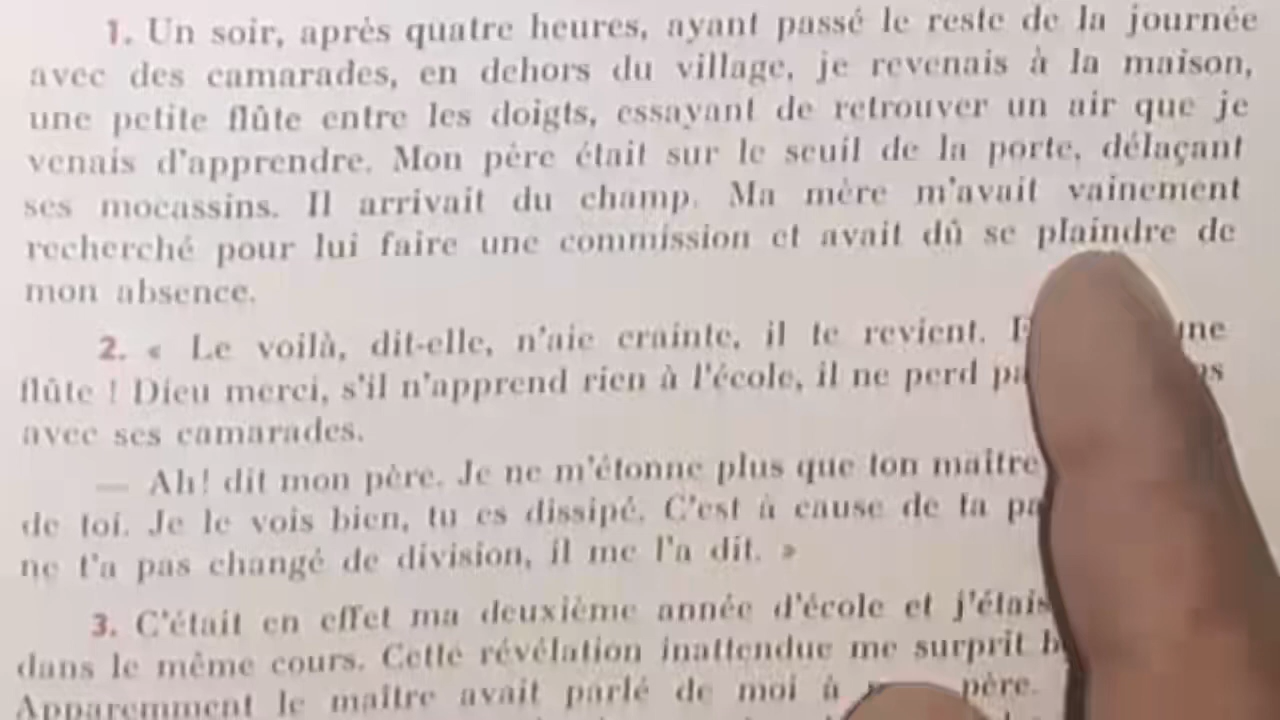 1. Un soir, après quatre heures, ayant passé le reste de la journée
avec des camarades, en dehors du village, je revenais à la maison,
une petite flûte entre les doigts, essayant de retrouver un air que je
venais d'apprendre. Mon père était sur le seuil de la porte, délaçant
ses mocassins. Il arrivait du champ. Ma mère m'avait vainement
recherché pour lui faire une commission et avait dû se plaindre de
mon absence.
2. « Le voilà, dit-elle, n'aie crainte, il te revient.
flûte ! Dieu merci, s'il n'apprend rien à l'école, il ne perd
avec ses camarades.
— Ah! dit mon père. Je ne m'étonne plus que ton maître
de toi. Je le vois bien, tu es dissipé. C'est à cause de ta
ne t'a pas changé de division, il me l'a dit. »
3. C'était en effet ma deuxième année d'école et j'étais
dans le même cours. Cette révélation inattendue me surprit
Apparemment le maître avait parlé de moi à père.